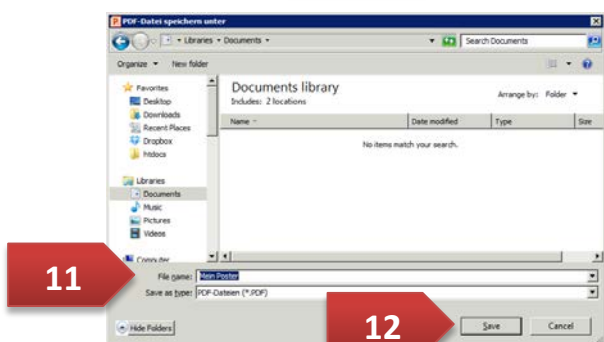 PDF-Datei speichern unter
Libraries Documents Search Documents
Organize New folder
Favorites
Desktop
Downloads
Recent Places
Dropbox
htdocs
Libraries
Documents
Music
Pictures
Videos
Computer
Documents library
Includes: 2 locations
Arrange by: Folder
Name Date modified Type Size
No items match your search.
11
File name: Mein Poster
Save as type: PDF-Dateien (*.PDF)
Hide Folders
12
Save Cancel